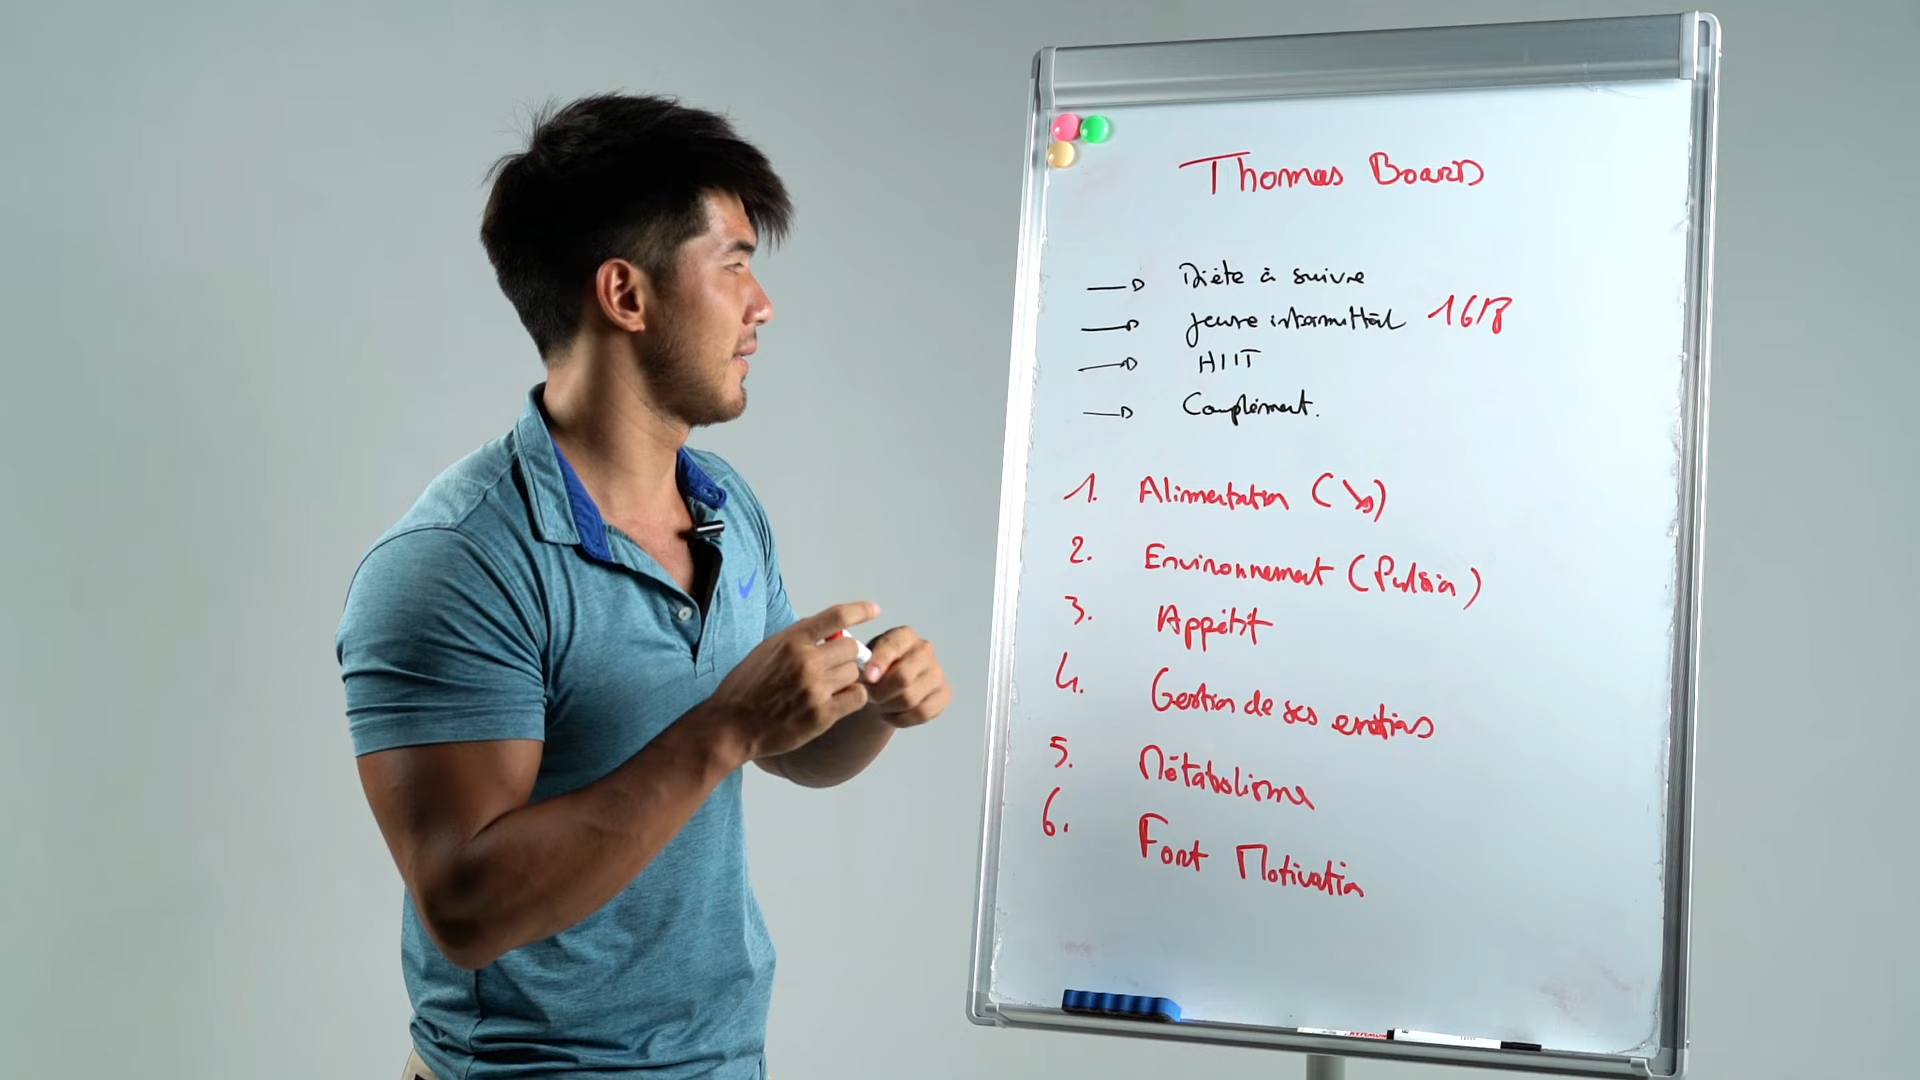 Thomas Board
Diète à suivre
jeune intermittent 16/8
HIIT
Complément.
1. Alimentation (↘)
2. Environnement (Pulsion)
3. Appétit
4. Gestion de ses emotions
5. Métabolisme
6. Fort Motivation